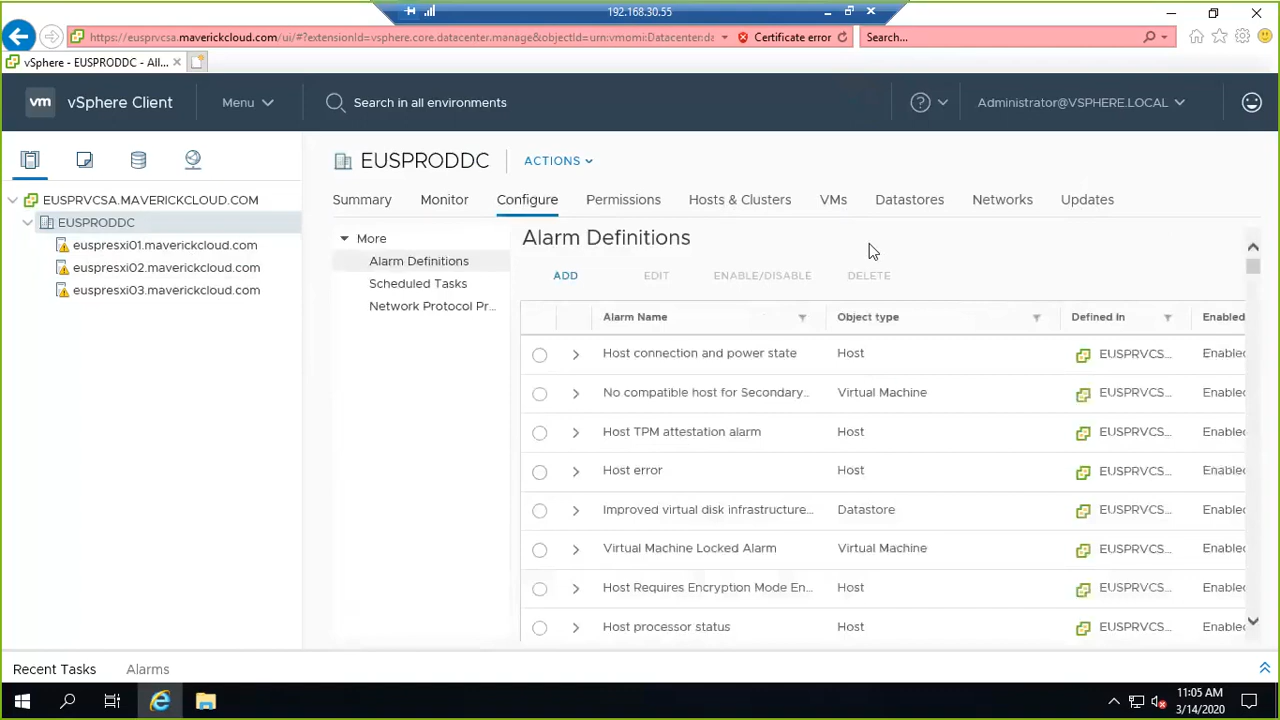 192.168.30.55
https://eusprvcsa.maverickcloud.com/ui/#?extensionId=vsphere.core.datacenter.manage&objectId=urn:vmomi:Datacenter:da
Certificate error
Search...
vSphere - EUSPRODDC - All...
vm vSphere Client
Menu
Search in all environments
Administrator@VSPHERE.LOCAL
EUSPRODDC
ACTIONS
Summary Monitor Configure Permissions Hosts & Clusters VMs Datastores Networks Updates
EUSPRVCSA.MAVERICKCLOUD.COM
EUSPRODDC
euspresxi01.maverickcloud.com
euspresxi02.maverickcloud.com
euspresxi03.maverickcloud.com
More
Alarm Definitions
Scheduled Tasks
Network Protocol Pr...
Alarm Definitions
ADD EDIT ENABLE/DISABLE DELETE
Alarm Name Object type Defined In Enabled
Host connection and power state Host EUSPRVCS... Enabled
No compatible host for Secondary... Virtual Machine EUSPRVCS... Enabled
Host TPM attestation alarm Host EUSPRVCS... Enabled
Host error Host EUSPRVCS... Enabled
Improved virtual disk infrastructure... Datastore EUSPRVCS... Enabled
Virtual Machine Locked Alarm Virtual Machine EUSPRVCS... Enabled
Host Requires Encryption Mode En... Host EUSPRVCS... Enabled
Host processor status Host EUSPRVCS... Enabled
Recent Tasks Alarms
11:05 AM
3/14/2020